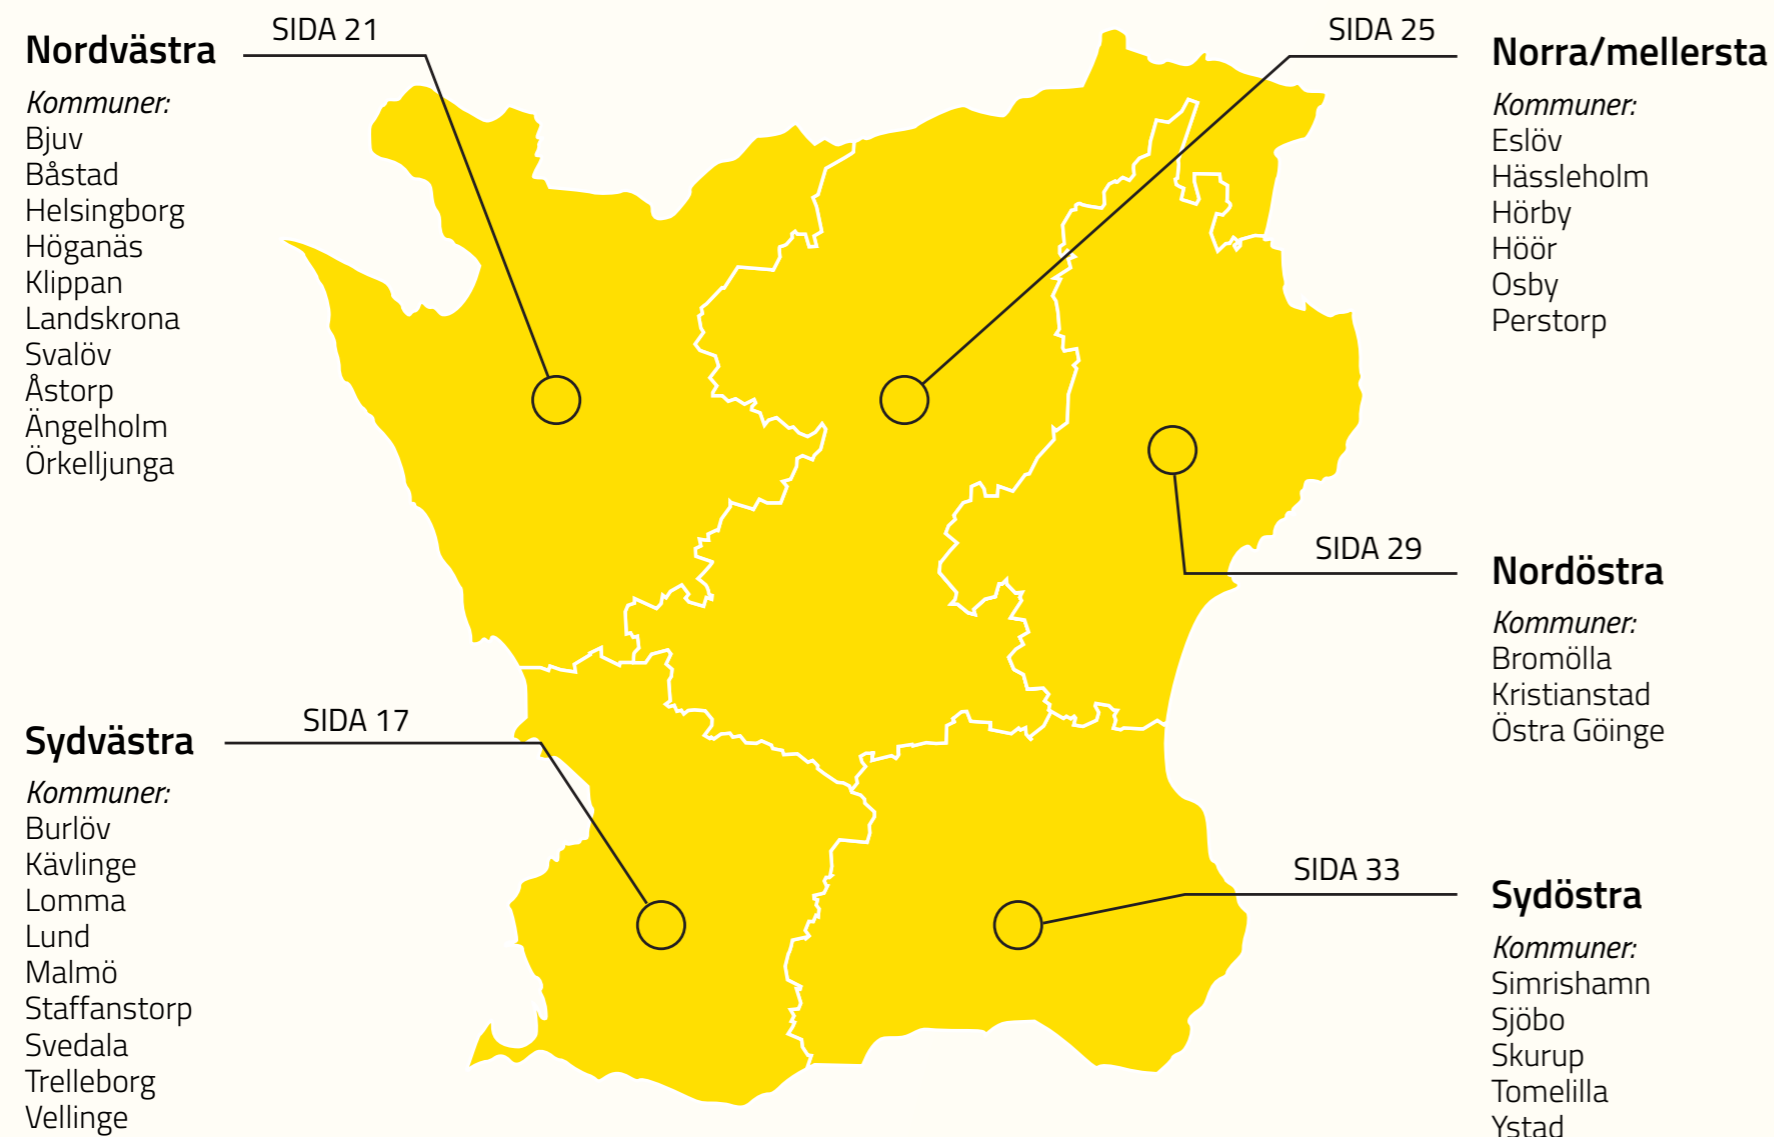 Nordvästra
SIDA 21
Kommuner:
Bjuv
Båstad
Helsingborg
Höganäs
Klippan
Landskrona
Svalöv
Åstorp
Ängelholm
Örkelljunga
SIDA 25
Norra/mellersta
Kommuner:
Eslöv
Hässleholm
Hörby
Höör
Osby
Perstorp
SIDA 29
Nordöstra
Kommuner:
Bromölla
Kristianstad
Östra Göinge
Sydvästra
SIDA 17
Kommuner:
Burlöv
Kävlinge
Lomma
Lund
Malmö
Staffanstorp
Svedala
Trelleborg
Vellinge
SIDA 33
Sydöstra
Kommuner:
Simrishamn
Sjöbo
Skurup
Tomelilla
Ystad